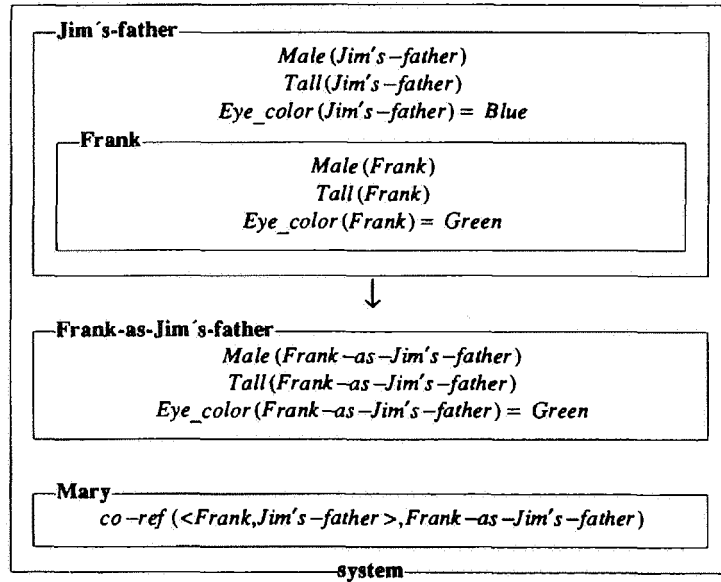 Jim´s-father
Male(Jim's-father)
Tall(Jim's-father)
Eye_color(Jim's-father) = Blue
Frank
Male(Frank)
Tall(Frank)
Eye_color(Frank) = Green
↓
Frank-as-Jim´s-father
Male(Frank-as-Jim's-father)
Tall(Frank-as-Jim's-father)
Eye_color(Frank-as-Jim's-father) = Green
Mary
co-ref (<Frank,Jim's-father>,Frank-as-Jim's-father)
system